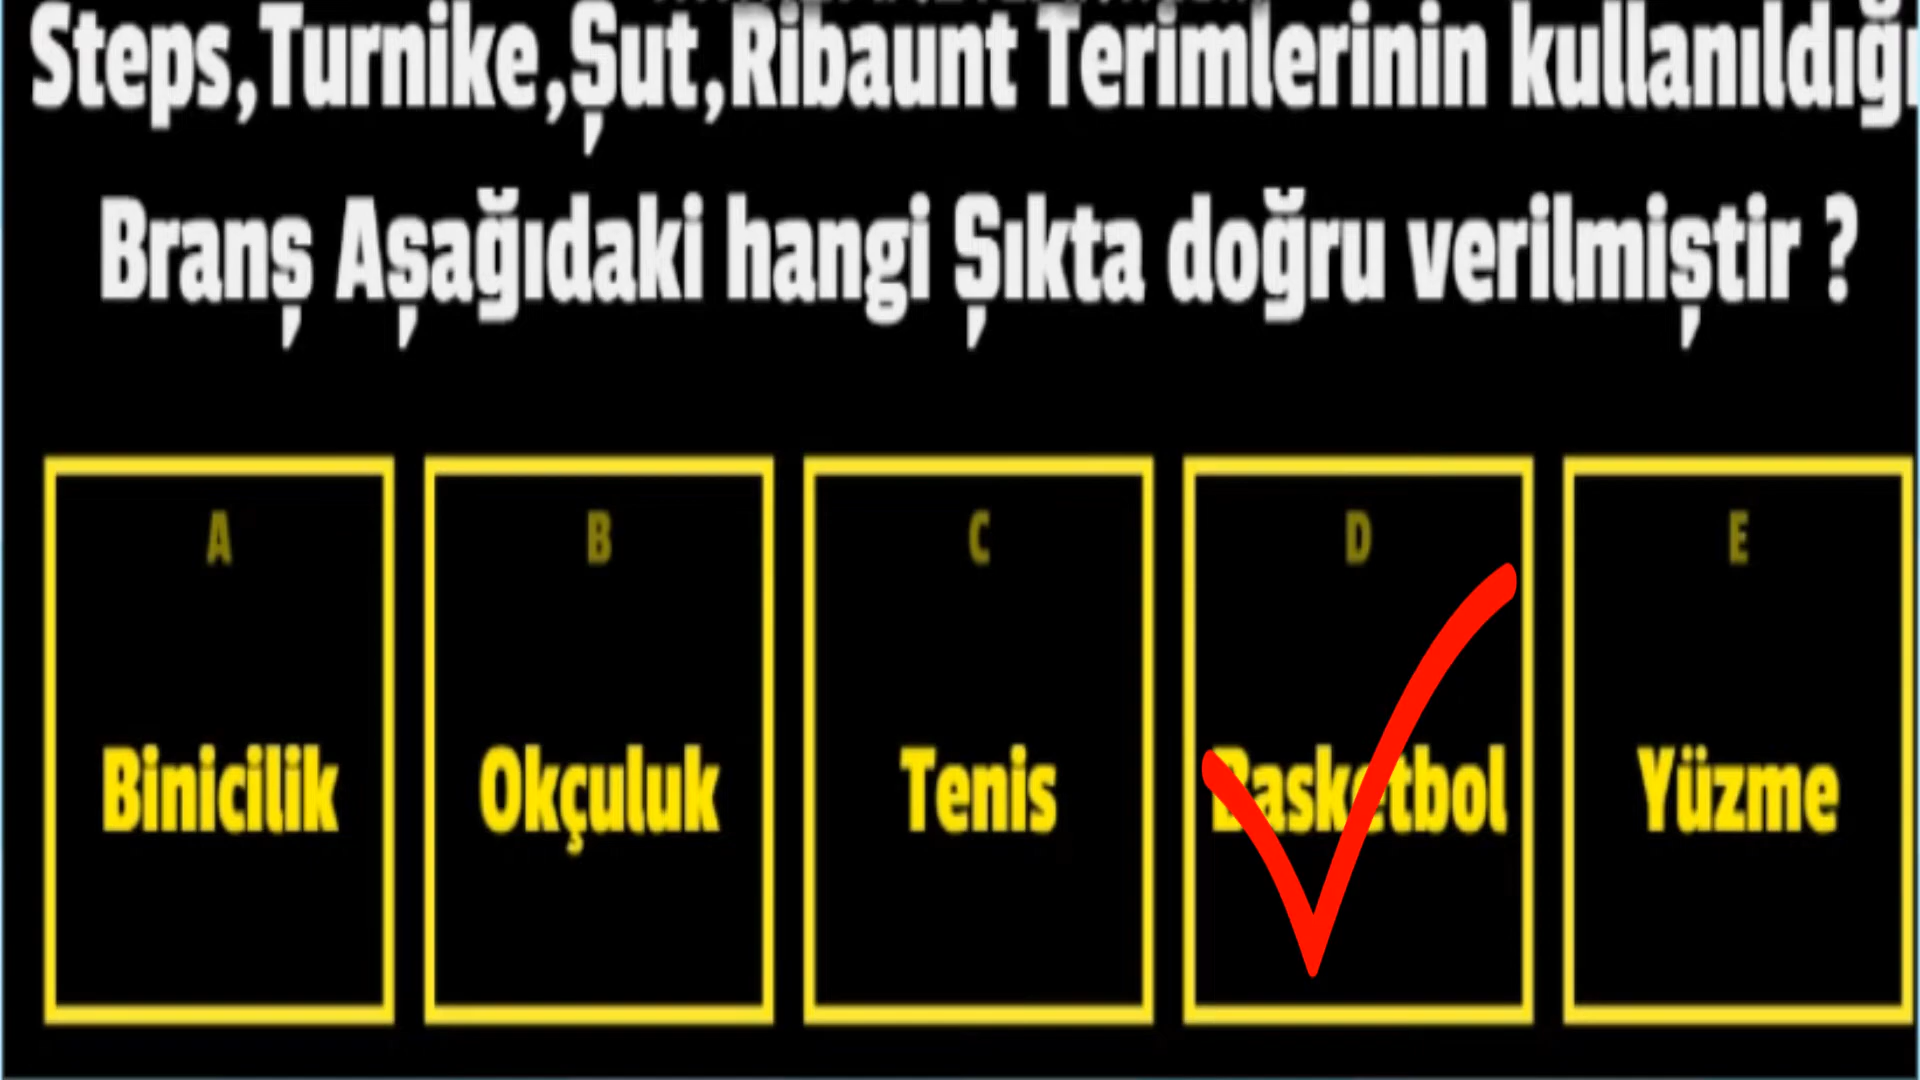 Steps,Turnike,Şut,Ribaunt Terimlerinin kullanıldığı
Branş Aşağıdaki hangi Şıkta doğru verilmiştir ?
A
B
C
D
E
Binicilik
Okçuluk
Tenis
Basketbol
Yüzme